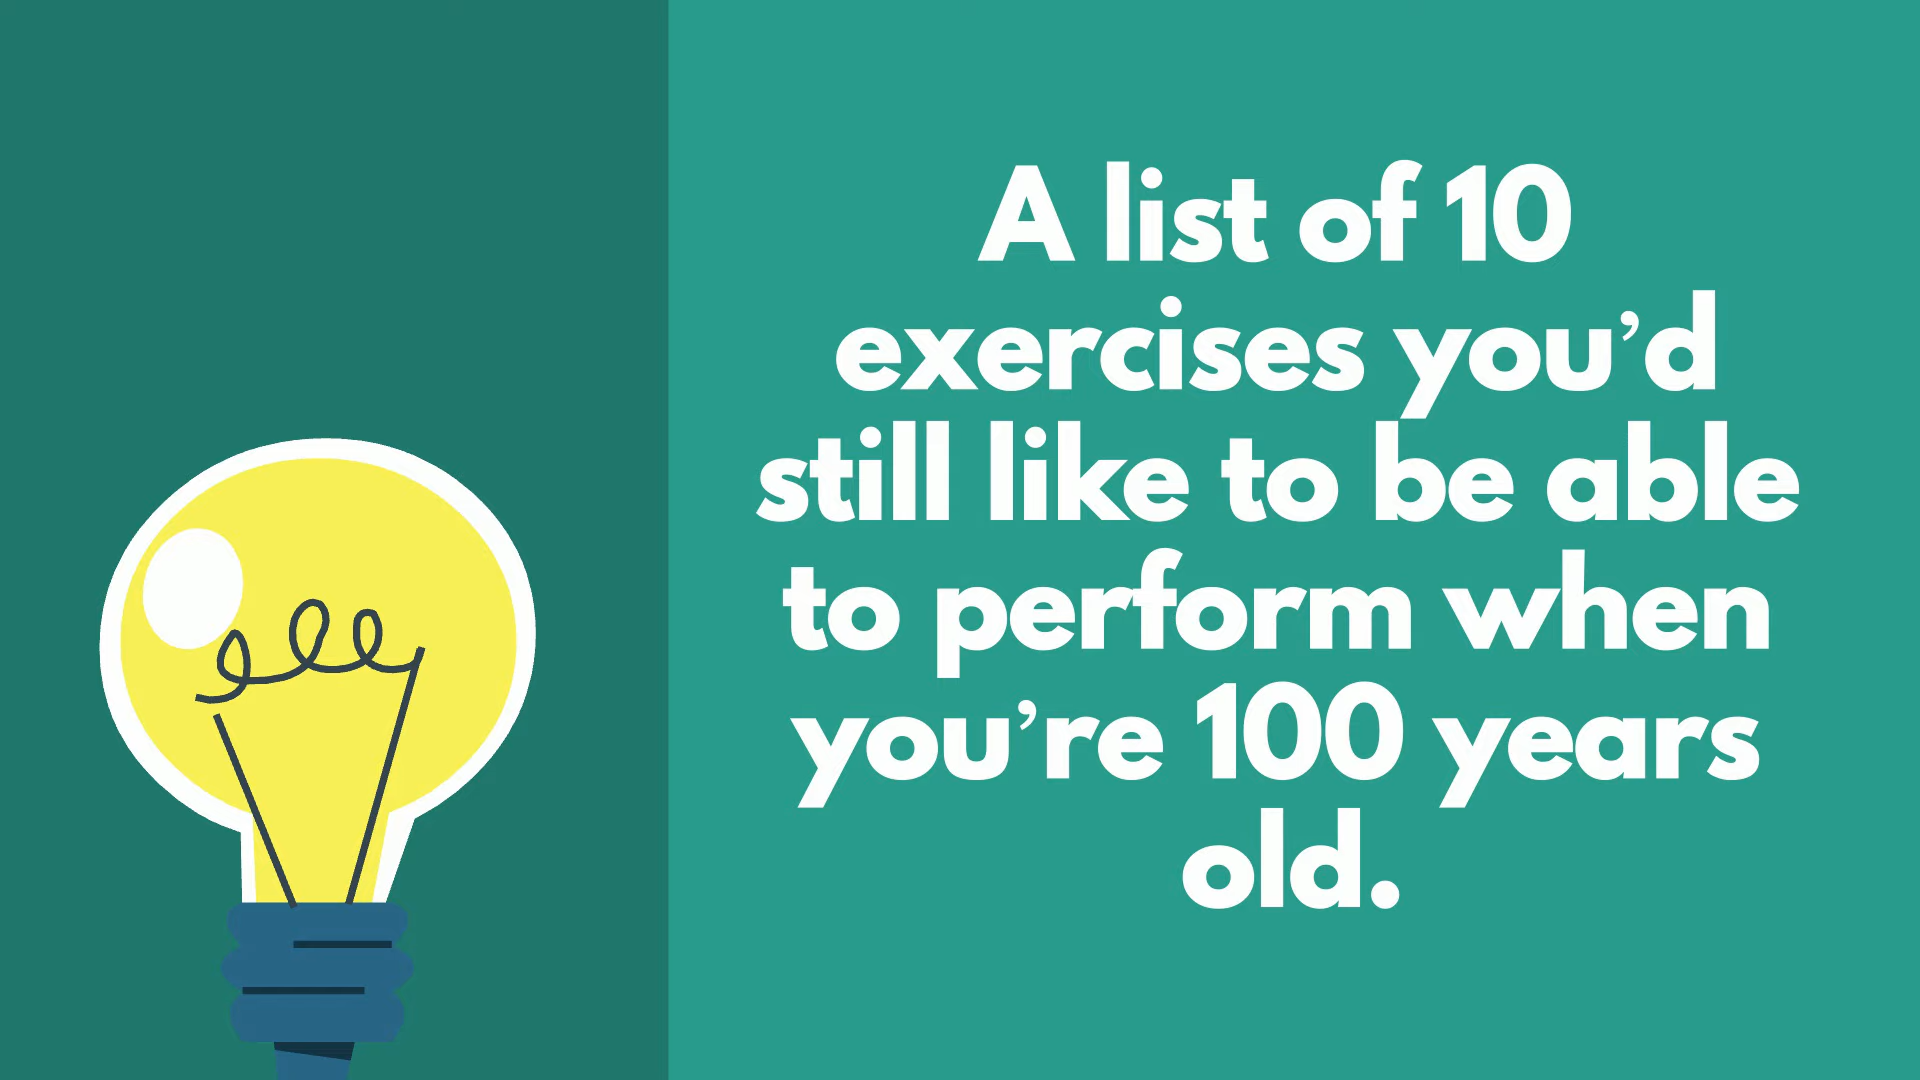 A list of 10
exercises you’d
still like to be able
to perform when
you’re 100 years
old.